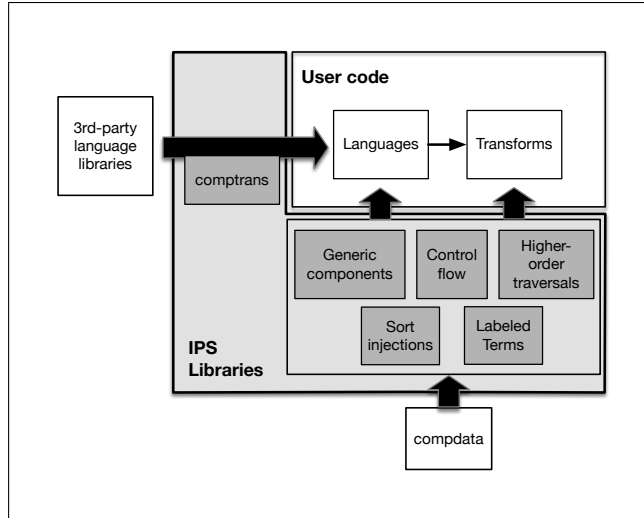 User code
3rd-party
language
libraries
Languages
Transforms
comptrans
Generic
components
Control
flow
Higher-
order
traversals
Sort
injections
Labeled
Terms
IPS
Libraries
compdata